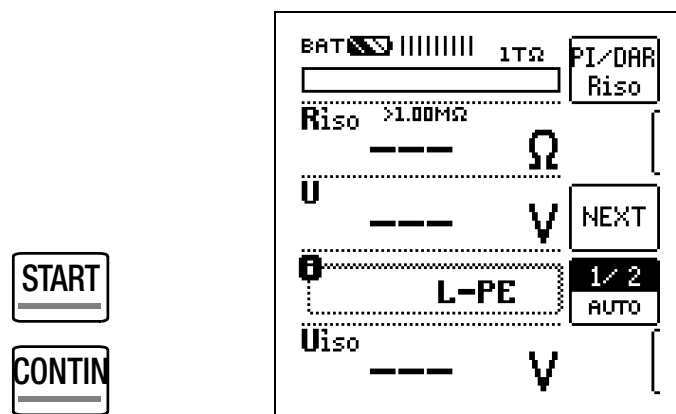 BAT 1TΩ
PI/DAR
Riso
Riso >1.00MΩ
--- Ω
U
--- V
NEXT
START
L-PE
1/2
AUTO
CONTIN
Uiso
--- V